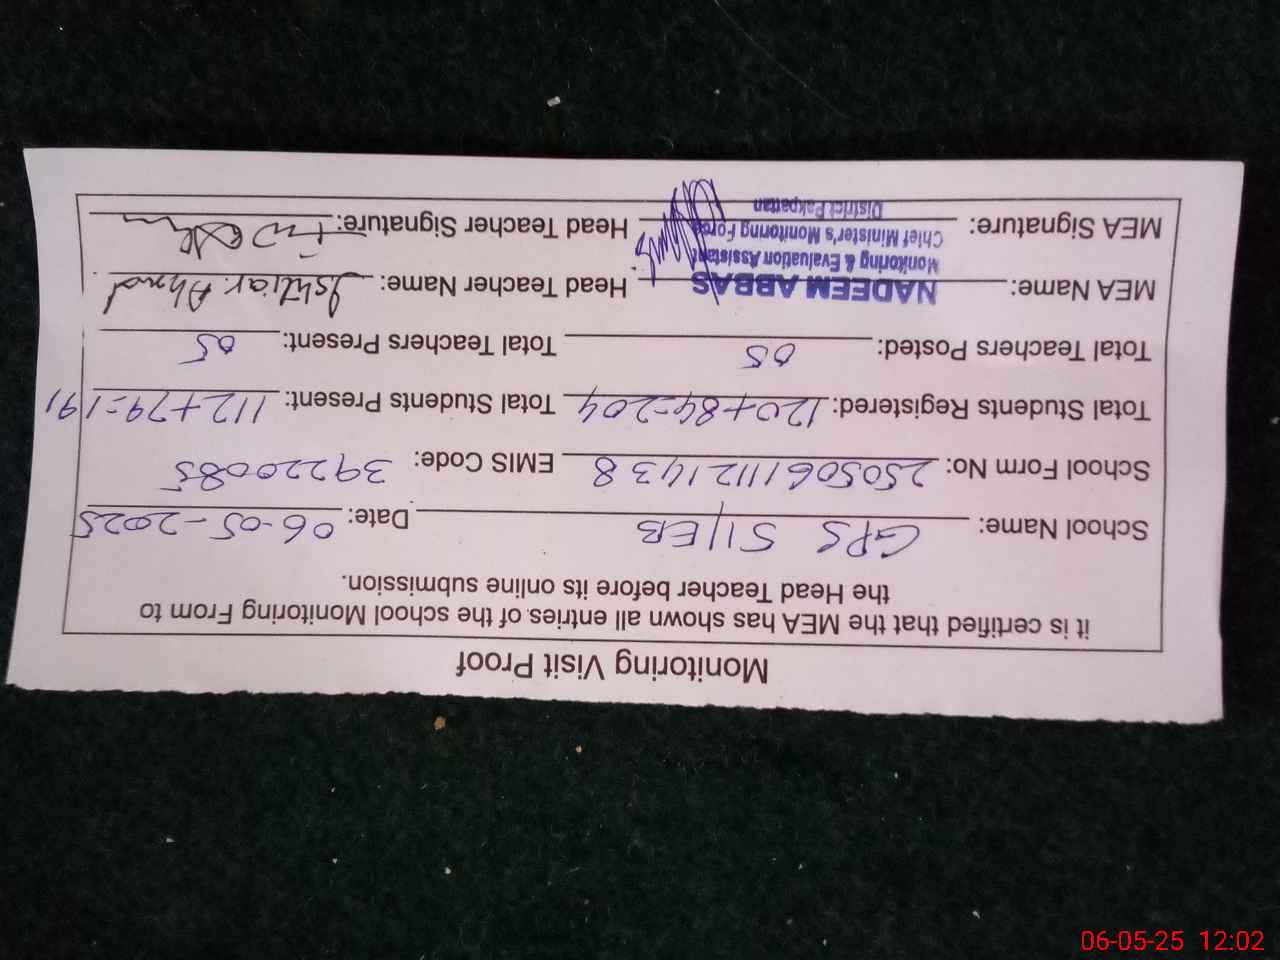 Monitoring Visit Proof
it is certified that the MEA has shown all entries of the school Monitoring From to
the Head Teacher before its online submission.
School Name: GPS 51/EB Date: 06-05-2025
School Form No: 25050611121438 EMIS Code: 39220085
Total Students Registered: 120+84=204 Total Students Present: 112+79=191
Total Teachers Posted: 05 Total Teachers Present: 05
MEA Name: NADEEM ABBAS Head Teacher Name: Ishtiaq Ahmad
Monitoring & Evaluation Assistant
Chief Minister's Monitoring Force
MEA Signature: Head Teacher Signature:
District Pakpattan
06-05-25 12:02